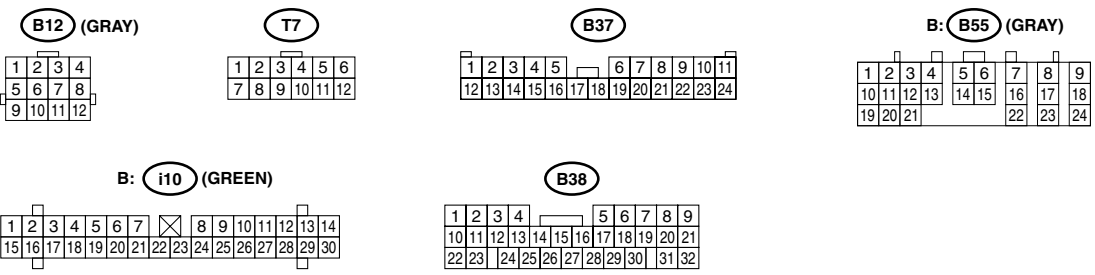 B12 (GRAY)
1 2 3 4
5 6 7 8
9 10 11 12
T7
1 2 3 4 5 6
7 8 9 10 11 12
B37
1 2 3 4 5 6 7 8 9 10 11
12 13 14 15 16 17 18 19 20 21 22 23 24
B: B55 (GRAY)
1 2 3 4 5 6 7 8 9
10 11 12 13 14 15 16 17 18
19 20 21 22 23 24
B: i10 (GREEN)
1 2 3 4 5 6 7 8 9 10 11 12 13 14
15 16 17 18 19 20 21 22 23 24 25 26 27 28 29 30
B38
1 2 3 4 5 6 7 8 9
10 11 12 13 14 15 16 17 18 19 20 21
22 23 24 25 26 27 28 29 30 31 32